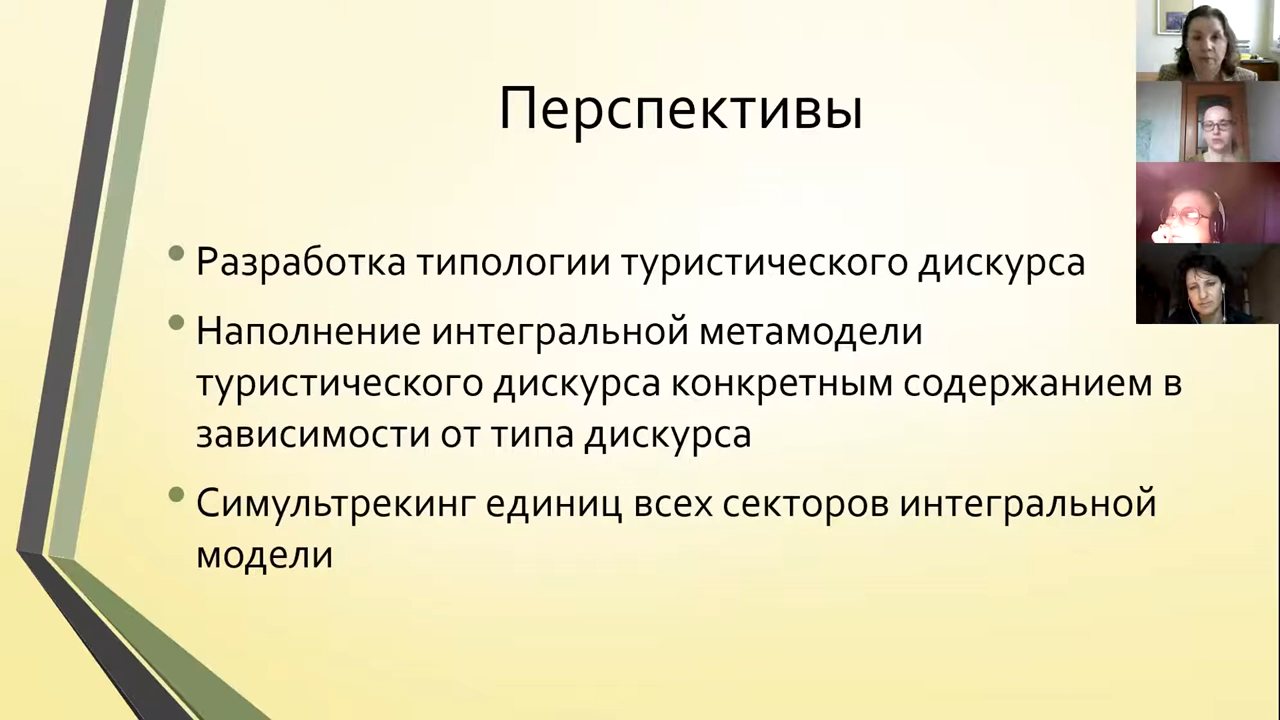 Перспективы
• Разработка типологии туристического дискурса
• Наполнение интегральной метамодели
туристического дискурса конкретным содержанием в
зависимости от типа дискурса
• Симультрекинг единиц всех секторов интегральной
модели